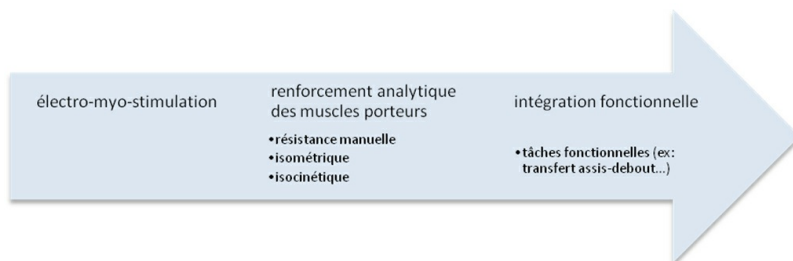 électro-myo-stimulation
renforcement analytique
des muscles porteurs
•résistance manuelle
•isométrique
•isocinétique
intégration fonctionnelle
•tâches fonctionnelles (ex:
transfert assis-debout...)